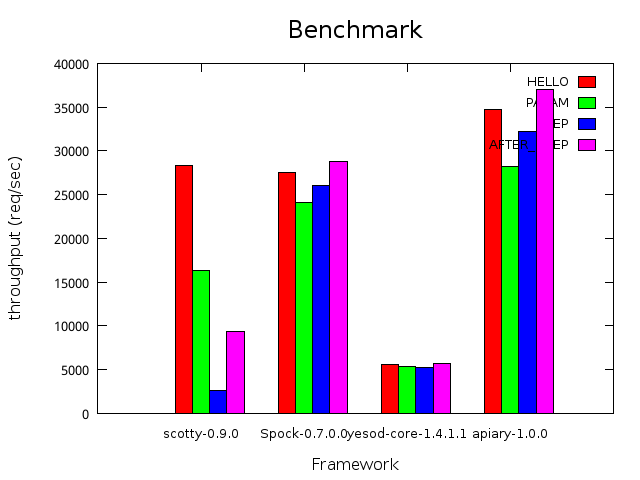 Benchmark
throughput (req/sec)
40000
35000
30000
25000
20000
15000
10000
5000
0
HELLO
scotty-0.9.0
Spock-0.7.0.0
yesod-core-1.4.1.1
apiary-1.0.0
Framework
AFTER